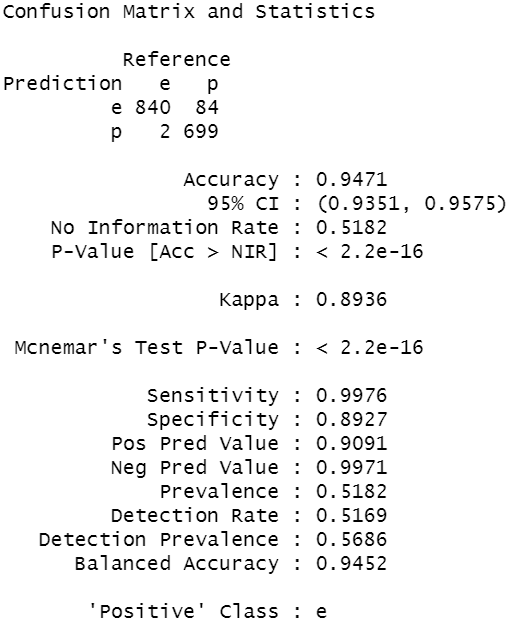 Confusion Matrix and Statistics
Reference
Prediction e p
e 840 84
p 2 699
Accuracy : 0.9471
95% CI : (0.9351, 0.9575)
No Information Rate : 0.5182
P-Value [Acc > NIR] : < 2.2e-16
Kappa : 0.8936
Mcnemar's Test P-Value : < 2.2e-16
Sensitivity : 0.9976
Specificity : 0.8927
Pos Pred Value : 0.9091
Neg Pred Value : 0.9971
Prevalence : 0.5182
Detection Rate : 0.5169
Detection Prevalence : 0.5686
Balanced Accuracy : 0.9452
'Positive' Class : e